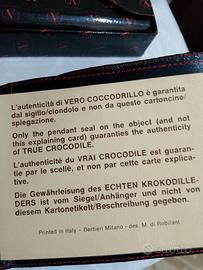 L'autenticità di VERO COCCODRILLO è garantita
dal sigillo/ciondolo e non da questo cartoncino/
spiegazione.
Only the pendant seal on the object (and not
this explaining card) guaranties the authenticity
of TRUE CROCODILE.
L'authenticité du VRAI CROCODILE est guaran-
tie par le scellé, et non par cette carte explica-
tive.
Die Gewährleisung des ECHTEN KROKODILLE-
DERS ist vom Siegel/Anhänger und nicht von
diesem Kartonetikett/Beschreibung gegeben.
Printed in Italy - Bertieri Milano - des. M. di Robilant
subito